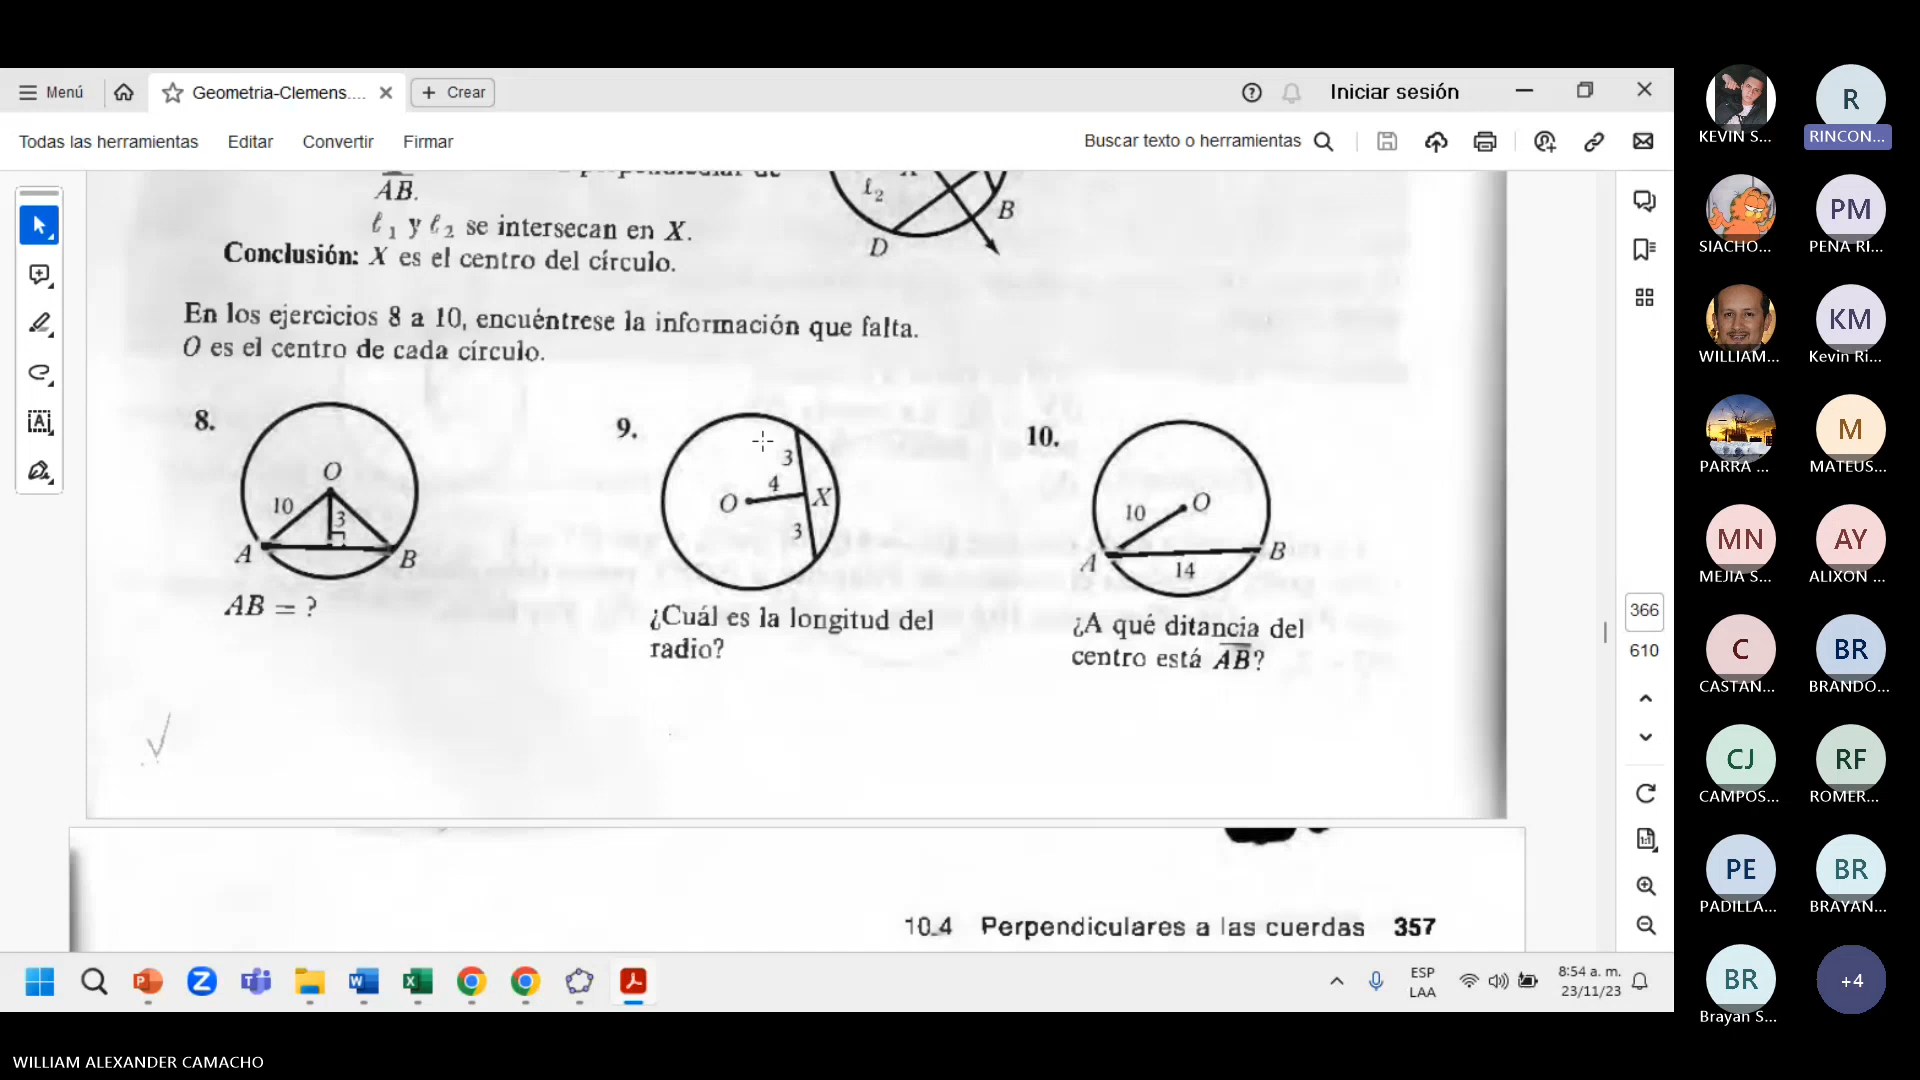 Menú
Geometria-Clemens....
Crear
Iniciar sesión
Todas las herramientas
Editar
Convertir
Firmar
Buscar texto o herramientas
AB.
ℓ1 y ℓ2 se intersecan en X.
Conclusión: X es el centro del círculo.
ℓ2
B
D
En los ejercicios 8 a 10, encuéntrese la información que falta.
O es el centro de cada círculo.
8.
O
10
3
A
B
AB = ?
9.
3
4
O
X
3
¿Cuál es la longitud del
radio?
10.
10
O
A
B
14
¿A qué ditancia del
centro está AB?
10.4 Perpendiculares a las cuerdas 357
366
610
ESP
LAA
8:54 a. m.
23/11/23
KEVIN S...
R
RINCON...
SIACHO...
PM
PEÑA RI...
WILLIAM...
KM
Kevin Ri...
PARRA ...
M
MATEUS...
MN
MEJIA S...
AY
ALIXON ...
C
CASTAN...
BR
BRANDO...
CJ
CAMPOS...
RF
ROMER...
PE
PADILLA...
BR
BRAYAN...
BR
Brayan S...
+4
WILLIAM ALEXANDER CAMACHO